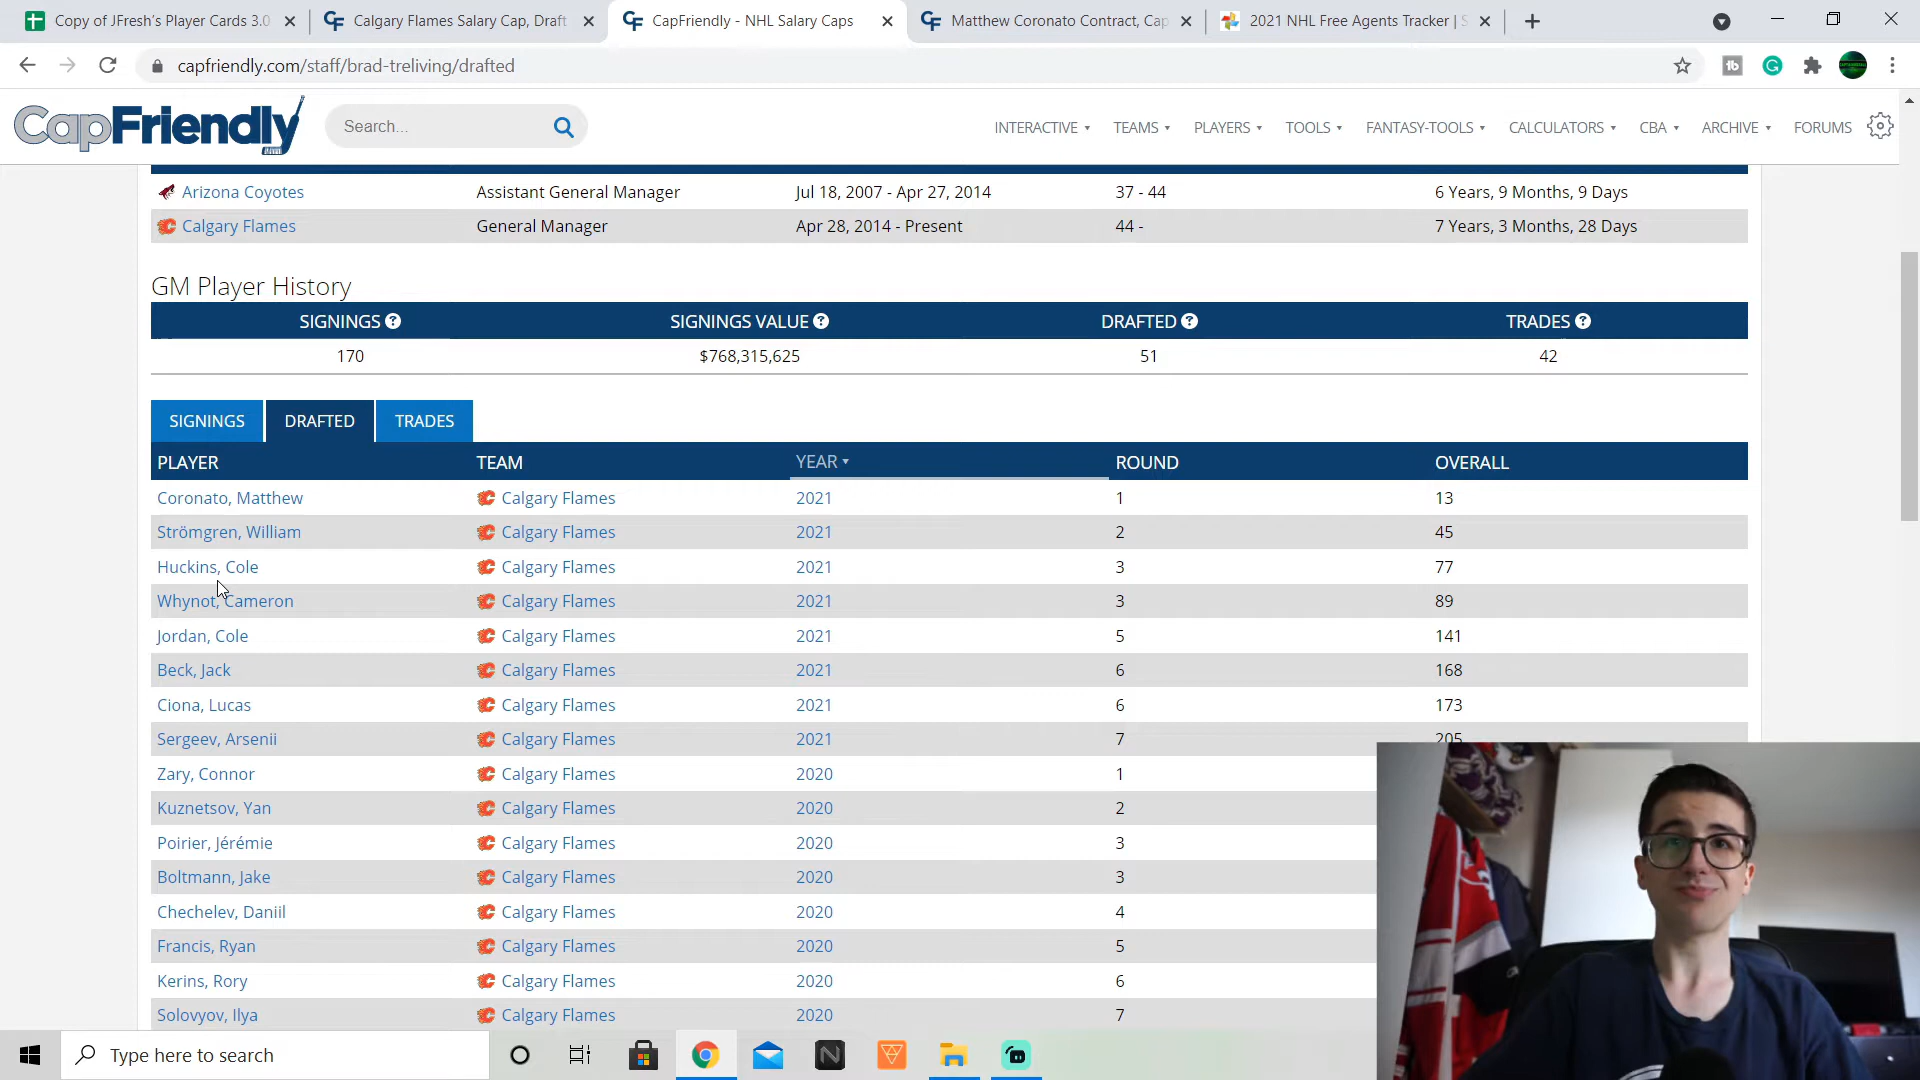 Copy of JFresh's Player Cards 3.0 Calgary Flames Salary Cap, Draft CapFriendly - NHL Salary Caps Matthew Coronato Contract, Cap 2021 NHL Free Agents Tracker | S
capfriendly.com/staff/brad-treliving/drafted
CapFriendly Search... INTERACTIVE TEAMS PLAYERS TOOLS FANTASY-TOOLS CALCULATORS CBA ARCHIVE FORUMS
Arizona Coyotes Assistant General Manager Jul 18, 2007 - Apr 27, 2014 37 - 44 6 Years, 9 Months, 9 Days
Calgary Flames General Manager Apr 28, 2014 - Present 44 - 7 Years, 3 Months, 28 Days
GM Player History
SIGNINGS ? SIGNINGS VALUE ? DRAFTED ? TRADES ?
170 $768,315,625 51 42
SIGNINGS DRAFTED TRADES
PLAYER TEAM YEAR ROUND OVERALL
Coronato, Matthew Calgary Flames 2021 1 13
Strömgren, William Calgary Flames 2021 2 45
Huckins, Cole Calgary Flames 2021 3 77
Whynot, Cameron Calgary Flames 2021 3 89
Jordan, Cole Calgary Flames 2021 5 141
Beck, Jack Calgary Flames 2021 6 168
Ciona, Lucas Calgary Flames 2021 6 173
Sergeev, Arsenii Calgary Flames 2021 7 205
Zary, Connor Calgary Flames 2020 1
Kuznetsov, Yan Calgary Flames 2020 2
Poirier, Jérémie Calgary Flames 2020 3
Boltmann, Jake Calgary Flames 2020 3
Chechelev, Daniil Calgary Flames 2020 4
Francis, Ryan Calgary Flames 2020 5
Kerins, Rory Calgary Flames 2020 6
Solovyov, Ilya Calgary Flames 2020 7
Type here to search